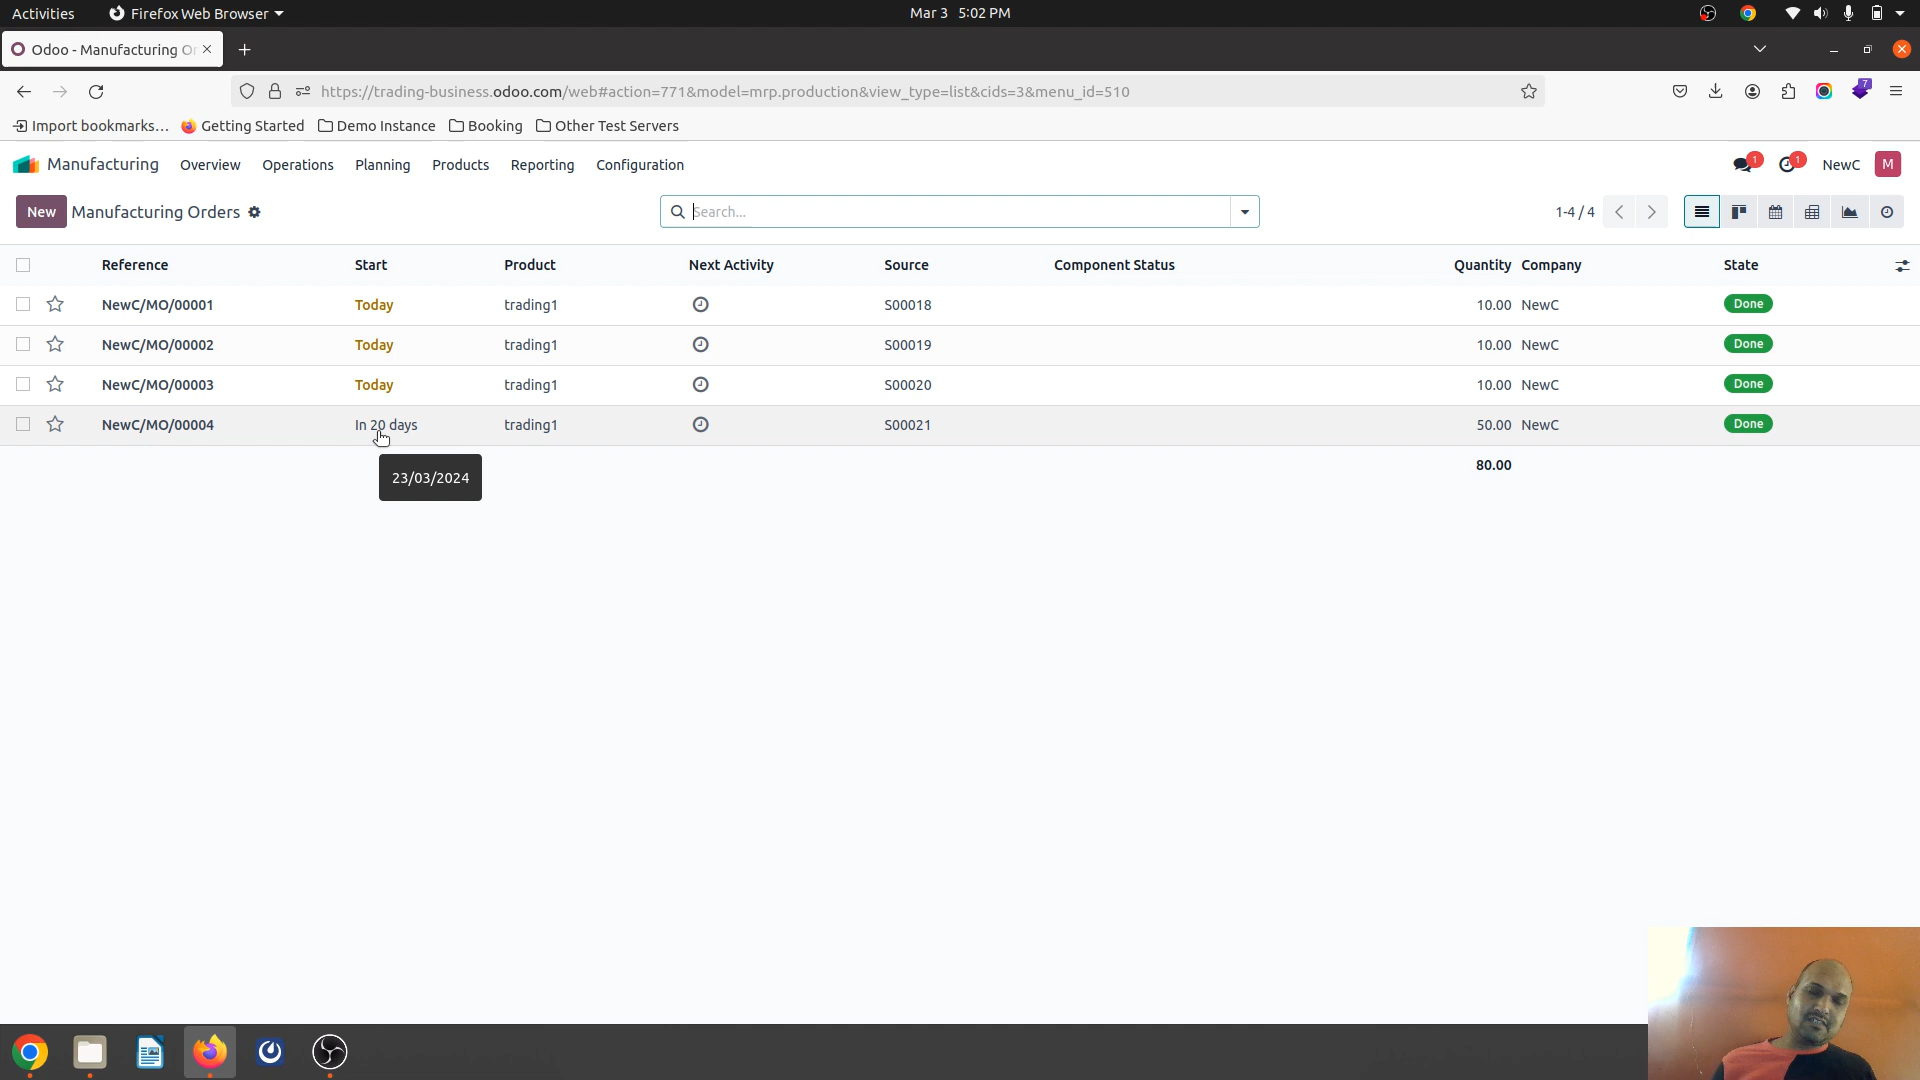 Activities Firefox Web Browser Mar 3 5:02 PM
Odoo - Manufacturing Or
https://trading-business.odoo.com/web#action=771&model=mrp.production&view_type=list&cids=3&menu_id=510 7
Import bookmarks... Getting Started Demo Instance Booking Other Test Servers
Manufacturing Overview Operations Planning Products Reporting Configuration 1 1 NewC M
New Manufacturing Orders Search... 1-4 / 4
Reference Start Product Next Activity Source Component Status Quantity Company State
NewC/MO/00001 Today trading1 S00018 10.00 NewC Done
NewC/MO/00002 Today trading1 S00019 10.00 NewC Done
NewC/MO/00003 Today trading1 S00020 10.00 NewC Done
NewC/MO/00004 In 20 days trading1 S00021 50.00 NewC Done
80.00
23/03/2024